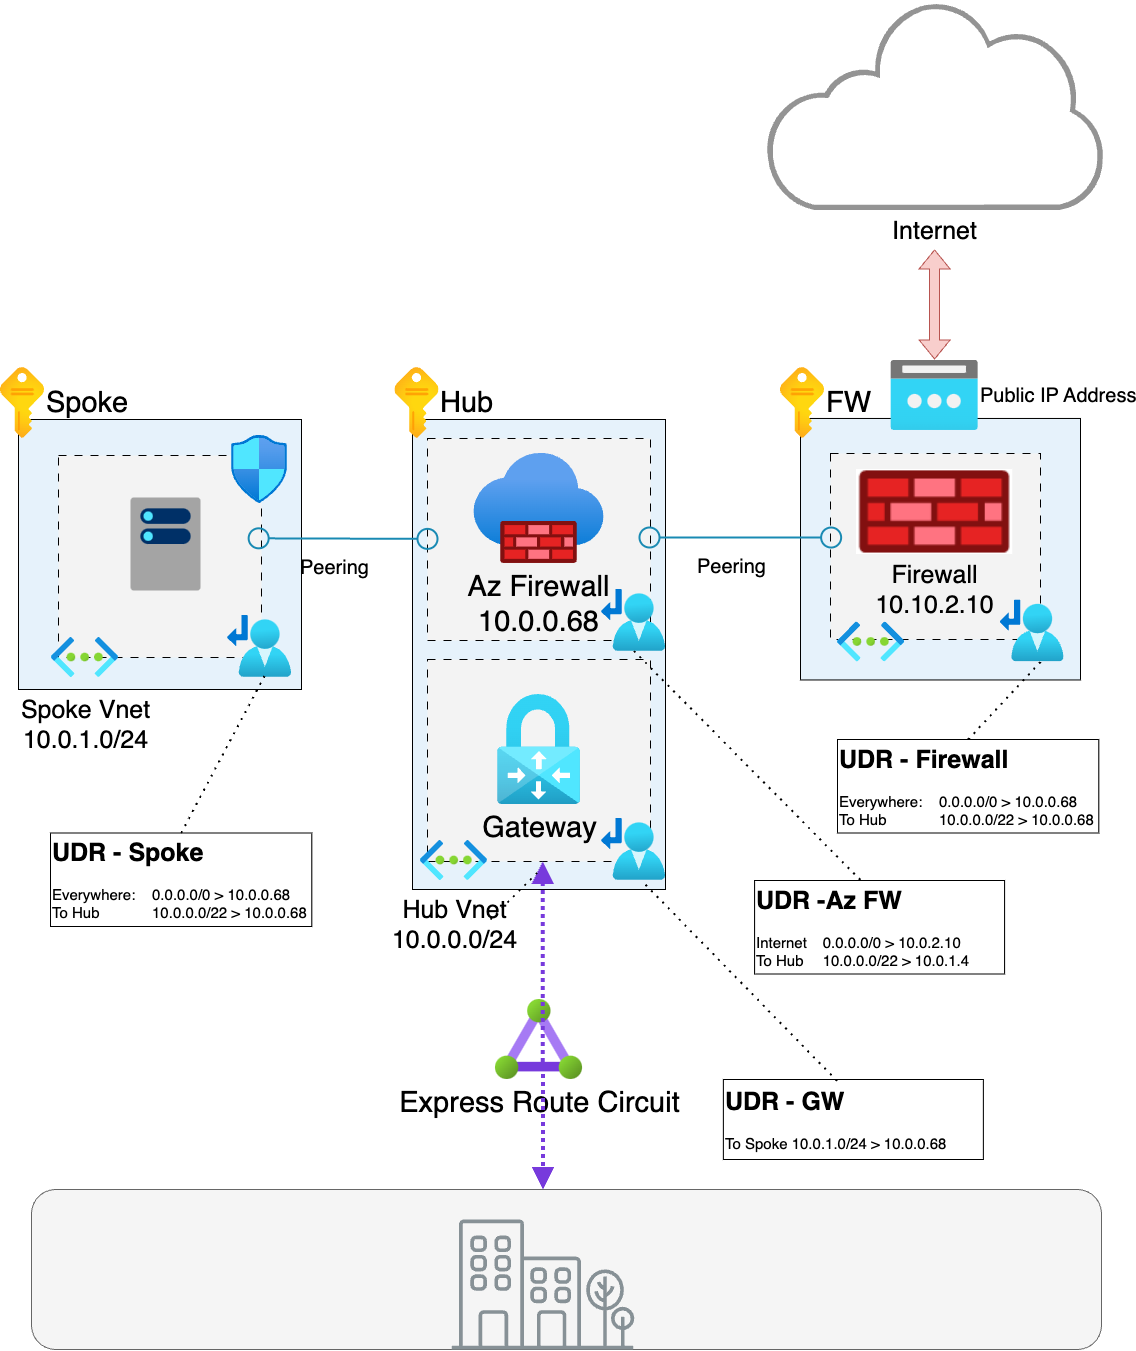 Internet
Public IP Address
Spoke
Hub
FW
Peering
Az Firewall
10.0.0.68
Peering
Firewall
10.10.2.10
Spoke Vnet
10.0.1.0/24
Gateway
Hub Vnet
10.0.0.0/24
UDR - Firewall
Everywhere: 0.0.0.0/0 > 10.0.0.68
To Hub 10.0.0.0/22 > 10.0.0.68
UDR - Spoke
Everywhere: 0.0.0.0/0 > 10.0.0.68
To Hub 10.0.0.0/22 > 10.0.0.68
UDR -Az FW
Internet 0.0.0.0/0 > 10.0.2.10
To Hub 10.0.0.0/22 > 10.0.1.4
Express Route Circuit
UDR - GW
To Spoke 10.0.1.0/24 > 10.0.0.68